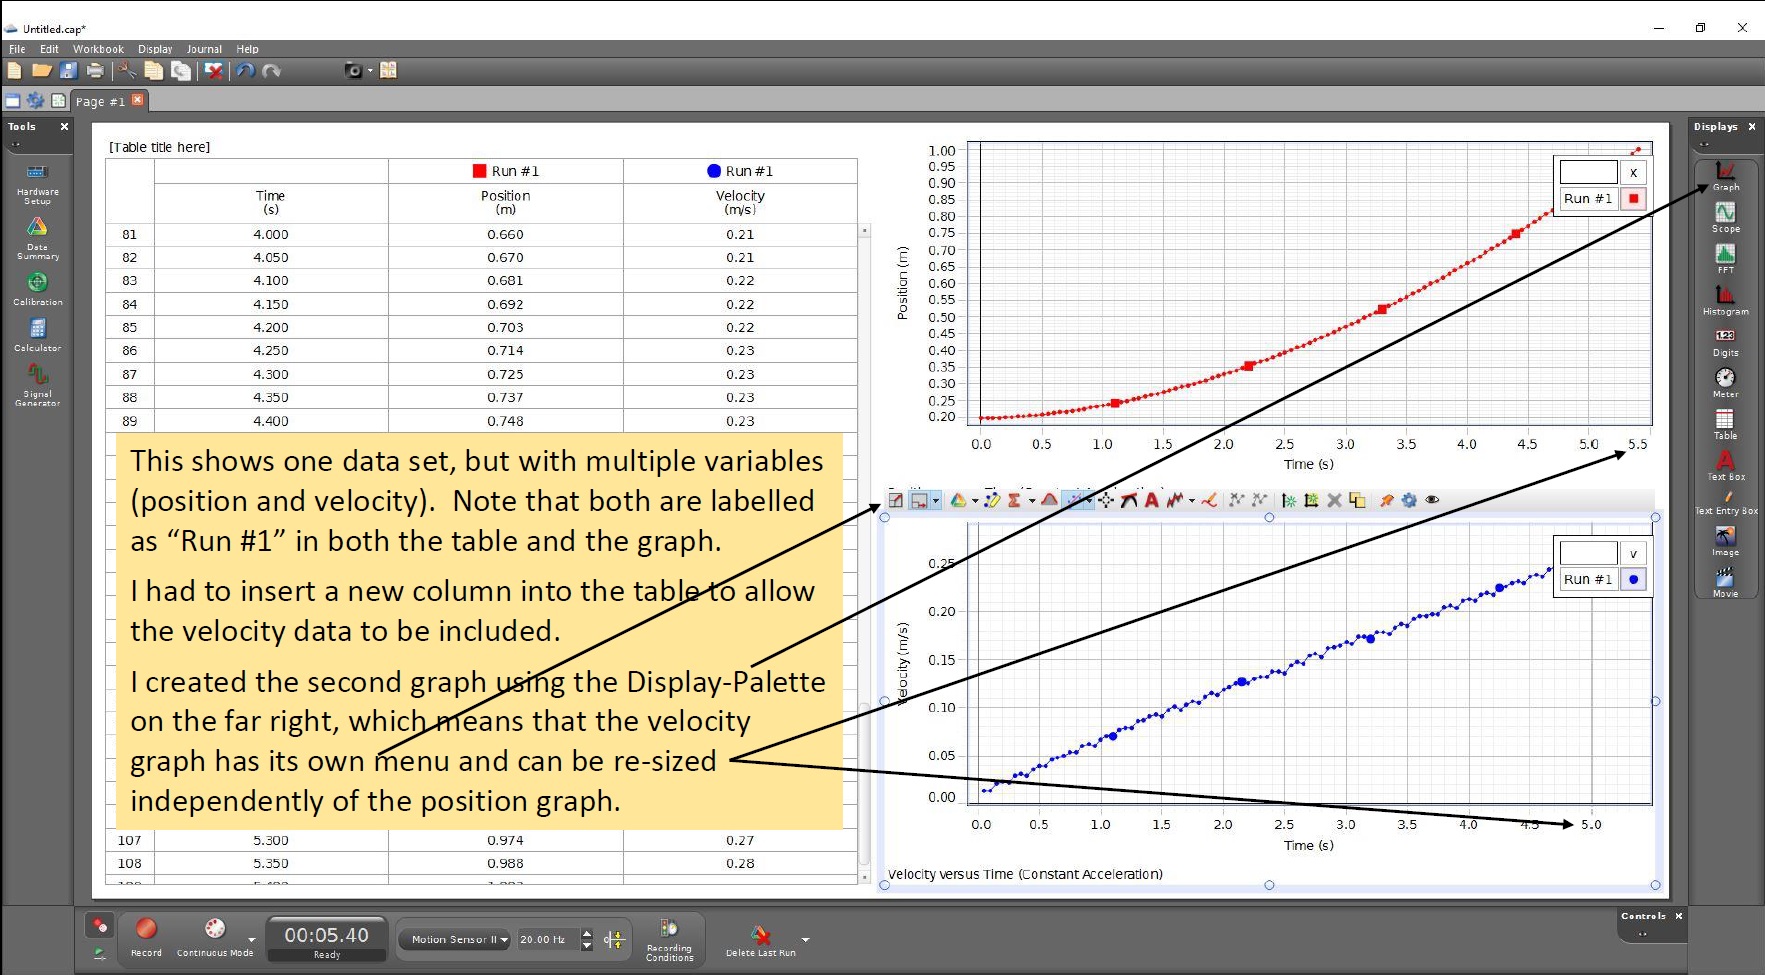 Untitled.cap*
File Edit Workbook Display Journal Help
Page #1
Tools
Hardware
Setup
Data
Summary
Calibration
Calculator
Signal
Generator
[Table title here]
Run #1 Run #1
Time Position Velocity
(s) (m) (m/s)
81 4.000 0.660 0.21
82 4.050 0.670 0.21
83 4.100 0.681 0.22
84 4.150 0.692 0.22
85 4.200 0.703 0.22
86 4.250 0.714 0.23
87 4.300 0.725 0.23
88 4.350 0.737 0.23
89 4.400 0.748 0.23
This shows one data set, but with multiple variables
(position and velocity). Note that both are labelled
as “Run #1” in both the table and the graph.
I had to insert a new column into the table to allow
the velocity data to be included.
I created the second graph using the Display-Palette
on the far right, which means that the velocity
graph has its own menu and can be re-sized
independently of the position graph.
107 5.300 0.974 0.27
108 5.350 0.988 0.28
Position (m)
1.00
0.95
0.90
0.85
0.80
0.75
0.70
0.65
0.60
0.55
0.50
0.45
0.40
0.35
0.30
0.25
0.20
x
Run #1
0.0 0.5 1.0 1.5 2.0 2.5 3.0 3.5 4.0 4.5 5.0 5.5
Time (s)
Velocity (m/s)
0.25
0.20
0.15
0.10
0.05
0.00
v
Run #1
0.0 0.5 1.0 1.5 2.0 2.5 3.0 3.5 4.0 4.5 5.0
Time (s)
Velocity versus Time (Constant Acceleration)
Displays
Graph
Scope
FFT
Histogram
1.23
Digits
Meter
Table
Text Box
Text Entry Box
Image
Movie
Record
Continuous Mode
00:05.40
Ready
Motion Sensor II
20.00 Hz
Recording
Conditions
Delete Last Run
Controls